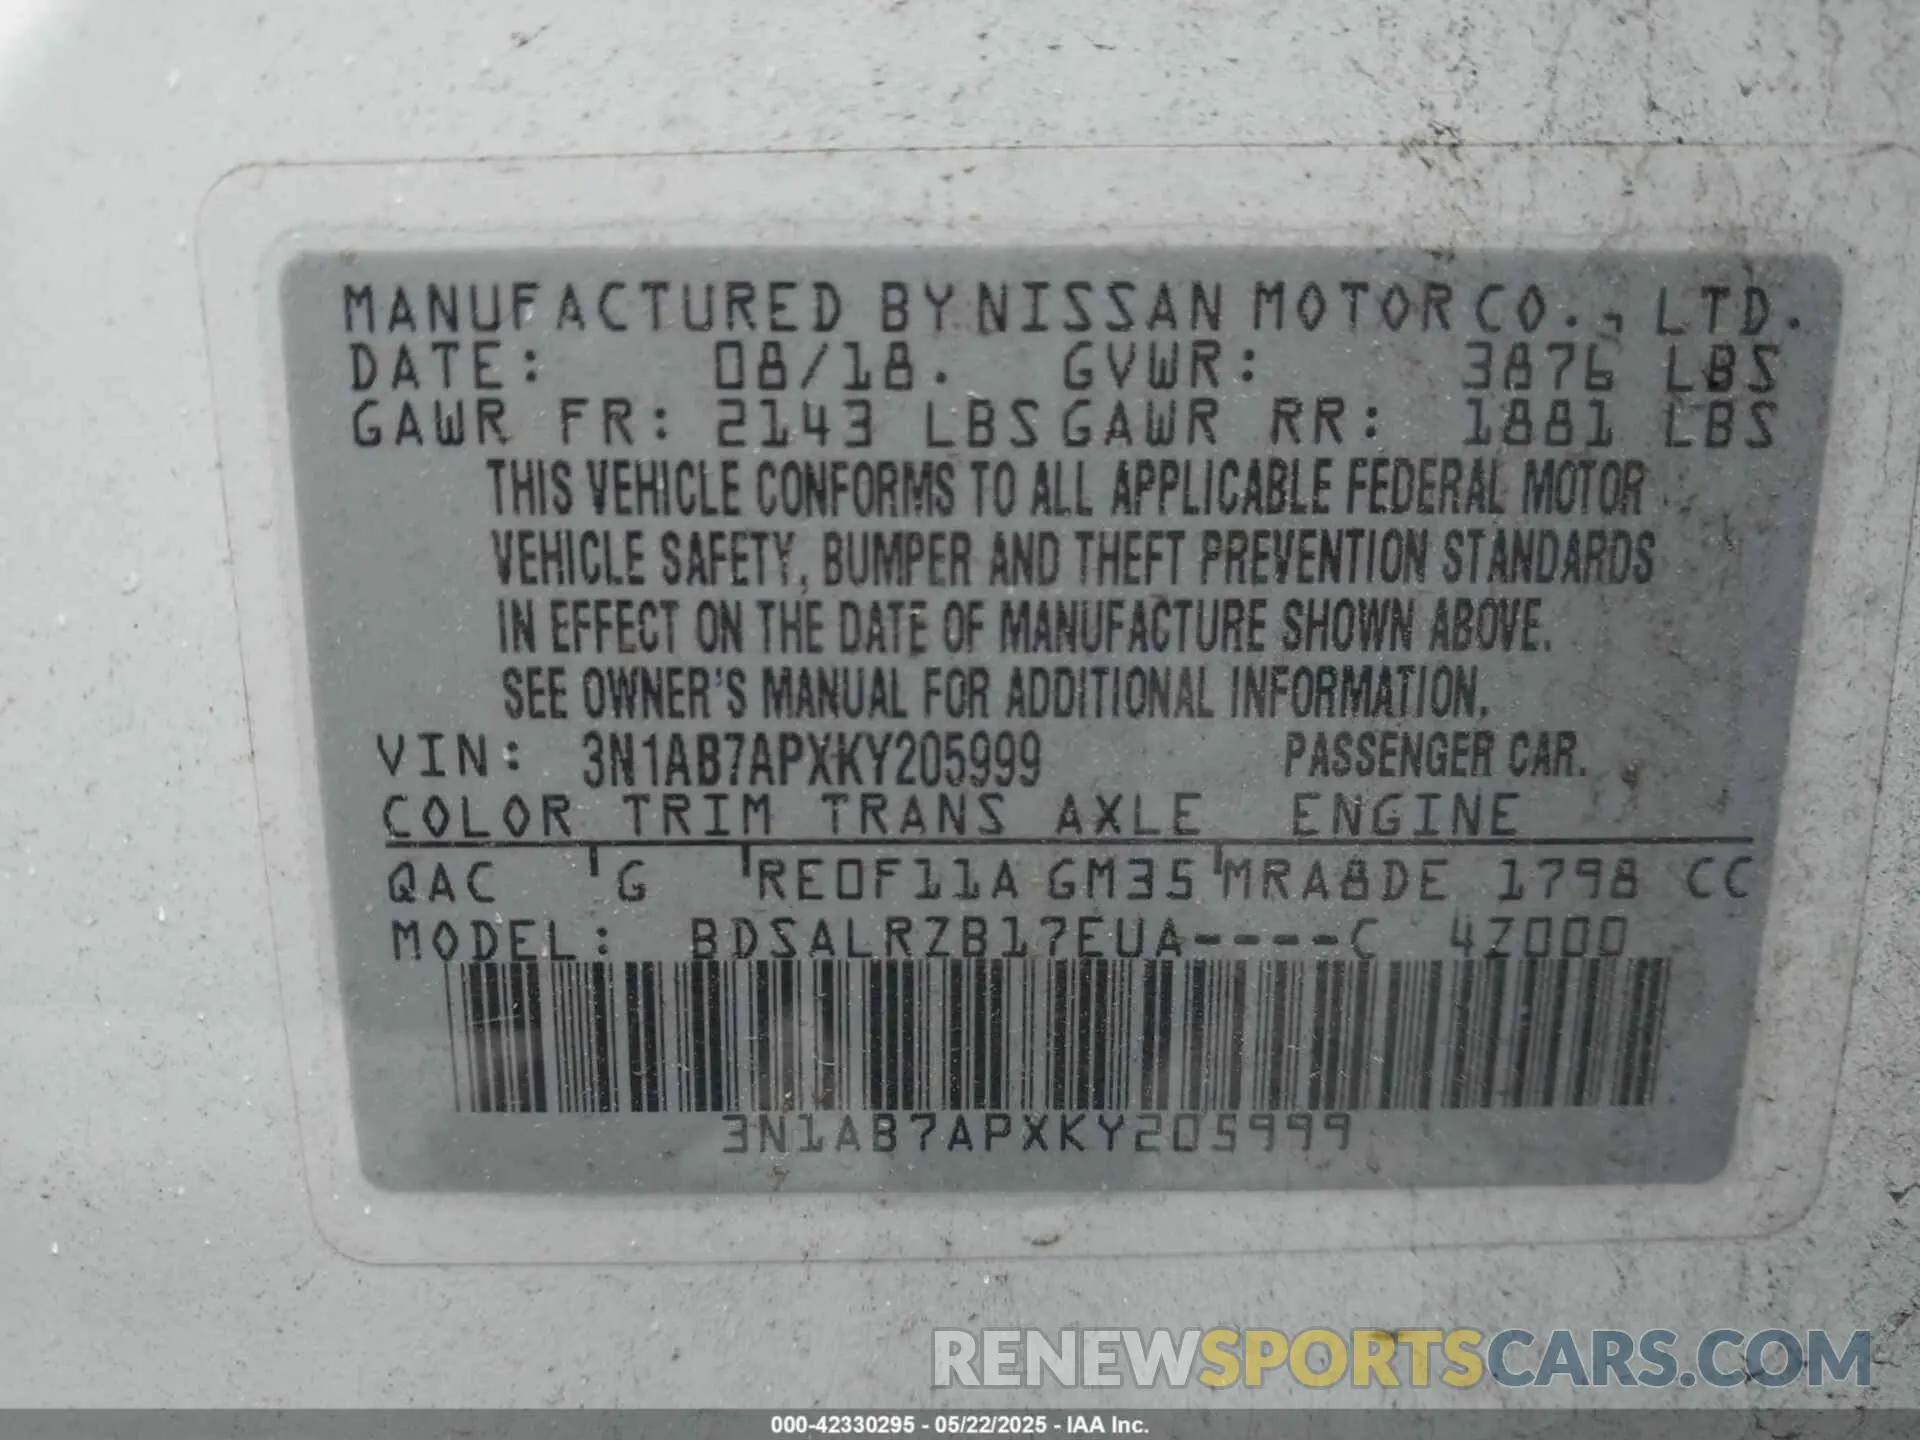 MANUFACTURED BY NISSAN MOTOR CO., LTD.
DATE: 08/18. GVWR: 3876 LBS
GAWR FR: 2143 LBS GAWR RR: 1881 LBS
THIS VEHICLE CONFORMS TO ALL APPLICABLE FEDERAL MOTOR
VEHICLE SAFETY, BUMPER AND THEFT PREVENTION STANDARDS
IN EFFECT ON THE DATE OF MANUFACTURE SHOWN ABOVE.
SEE OWNER'S MANUAL FOR ADDITIONAL INFORMATION.
VIN: 3N1AB7APXKY205999 PASSENGER CAR.
COLOR TRIM TRANS AXLE ENGINE
QAC G RE0F11A GM35 MRA8DE 1798 CC
MODEL: BDSALRZB17EUA----C 4Z000
3N1AB7APXKY205999
RENEWSPORTSCARS.COM
000-42330295 - 05/22/2025 - IAA Inc.